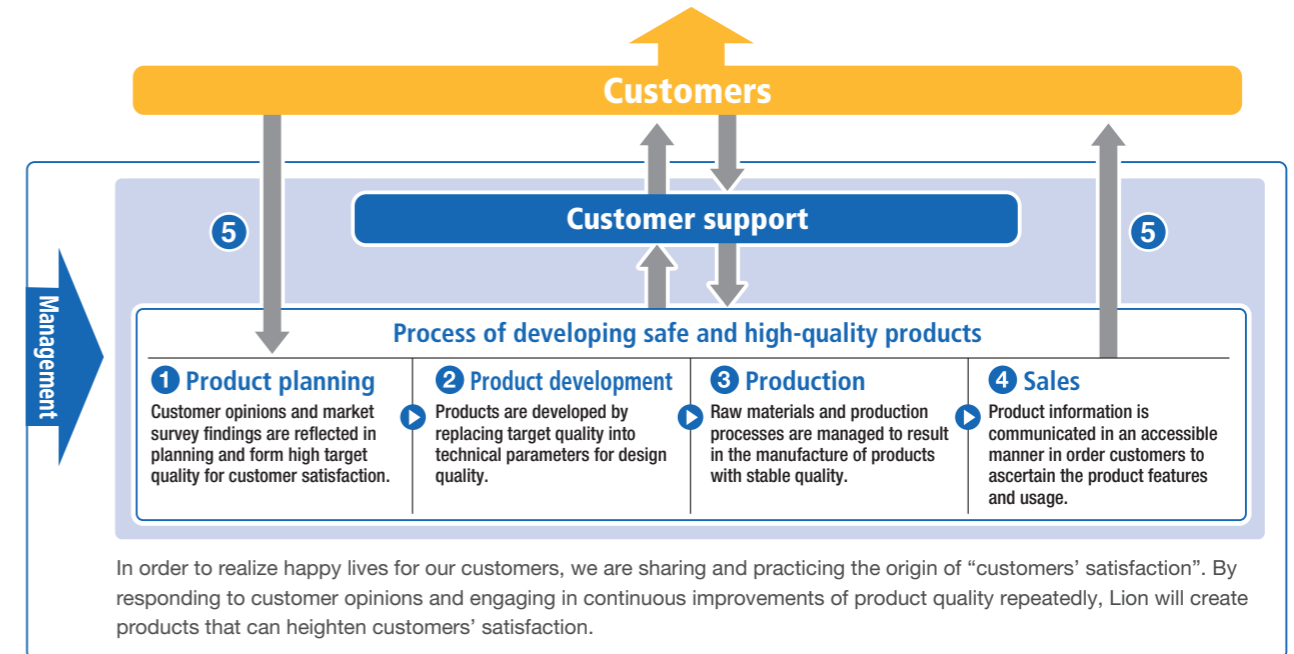 Customers
Customer support
5
5
Management
Process of developing safe and high-quality products
1 Product planning
Customer opinions and market
survey findings are reflected in
planning and form high target
quality for customer satisfaction.
2 Product development
Products are developed by
replacing target quality into
technical parameters for design
quality.
3 Production
Raw materials and production
processes are managed to result
in the manufacture of products
with stable quality.
4 Sales
Product information is
communicated in an accessible
manner in order customers to
ascertain the product features
and usage.
In order to realize happy lives for our customers, we are sharing and practicing the origin of “customers’ satisfaction”. By
responding to customer opinions and engaging in continuous improvements of product quality repeatedly, Lion will create
products that can heighten customers’ satisfaction.